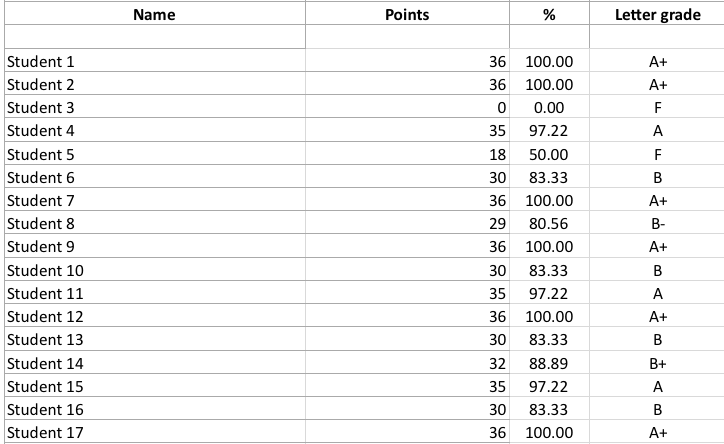 Name Points % Letter grade
Student 1 36 100.00 A+
Student 2 36 100.00 A+
Student 3 0 0.00 F
Student 4 35 97.22 A
Student 5 18 50.00 F
Student 6 30 83.33 B
Student 7 36 100.00 A+
Student 8 29 80.56 B-
Student 9 36 100.00 A+
Student 10 30 83.33 B
Student 11 35 97.22 A
Student 12 36 100.00 A+
Student 13 30 83.33 B
Student 14 32 88.89 B+
Student 15 35 97.22 A
Student 16 30 83.33 B
Student 17 36 100.00 A+